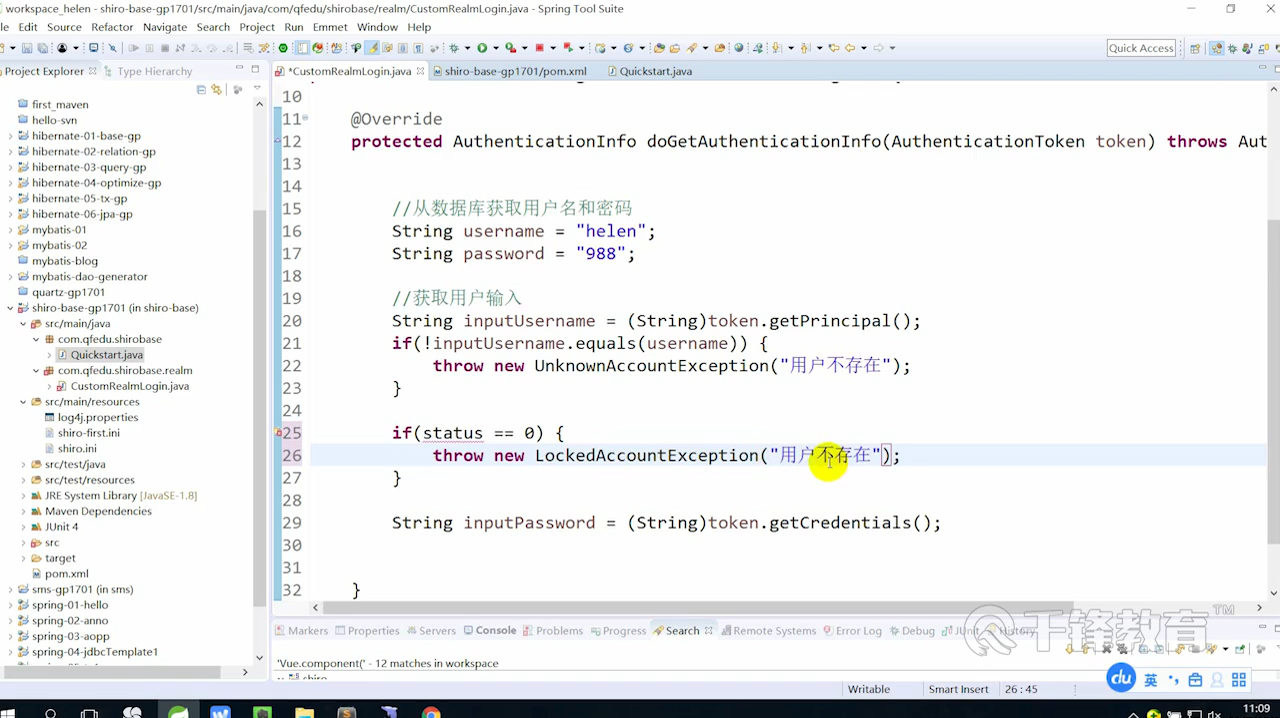 workspace_helen - shiro-base-gp1701/src/main/java/com/qfedu/shirobase/realm/CustomRealmLogin.java - Spring Tool Suite
Edit Source Refactor Navigate Search Project Run Emmet Window Help
Quick Access
Project Explorer Type Hierarchy
*CustomRealmLogin.java shiro-base-gp1701/pom.xml Quickstart.java
first_maven
hello-svn
hibernate-01-base-gp
hibernate-02-relation-gp
hibernate-03-query-gp
hibernate-04-optimize-gp
hibernate-05-tx-gp
hibernate-06-jpa-gp
mybatis-01
mybatis-02
mybatis-blog
mybatis-dao-generator
quartz-gp1701
shiro-base-gp1701 (in shiro-base)
src/main/java
com.qfedu.shirobase
Quickstart.java
com.qfedu.shirobase.realm
CustomRealmLogin.java
src/main/resources
log4j.properties
shiro-first.ini
shiro.ini
src/test/java
src/test/resources
JRE System Library [JavaSE-1.8]
Maven Dependencies
JUnit 4
src
target
pom.xml
sms-gp1701 (in sms)
spring-01-hello
spring-02-anno
spring-03-aopp
spring-04-jdbcTemplate1
10
11 @Override
12 protected AuthenticationInfo doGetAuthenticationInfo(AuthenticationToken token) throws Aut
13
14
15 //从数据库获取用户名和密码
16 String username = "helen";
17 String password = "988";
18
19 //获取用户输入
20 String inputUsername = (String)token.getPrincipal();
21 if(!inputUsername.equals(username)) {
22 throw new UnknownAccountException("用户不存在");
23 }
24
25 if(status == 0) {
26 throw new LockedAccountException("用户不存在");
27 }
28
29 String inputPassword = (String)token.getCredentials();
30
31
32 }
Markers Properties Servers Console Problems Progress Search Remote Systems Error Log Debug JUnit History
'Vue.component(' - 12 matches in workspace
shiro
千锋教育 TM
Writable Smart Insert 26 : 45
du 英
11:09